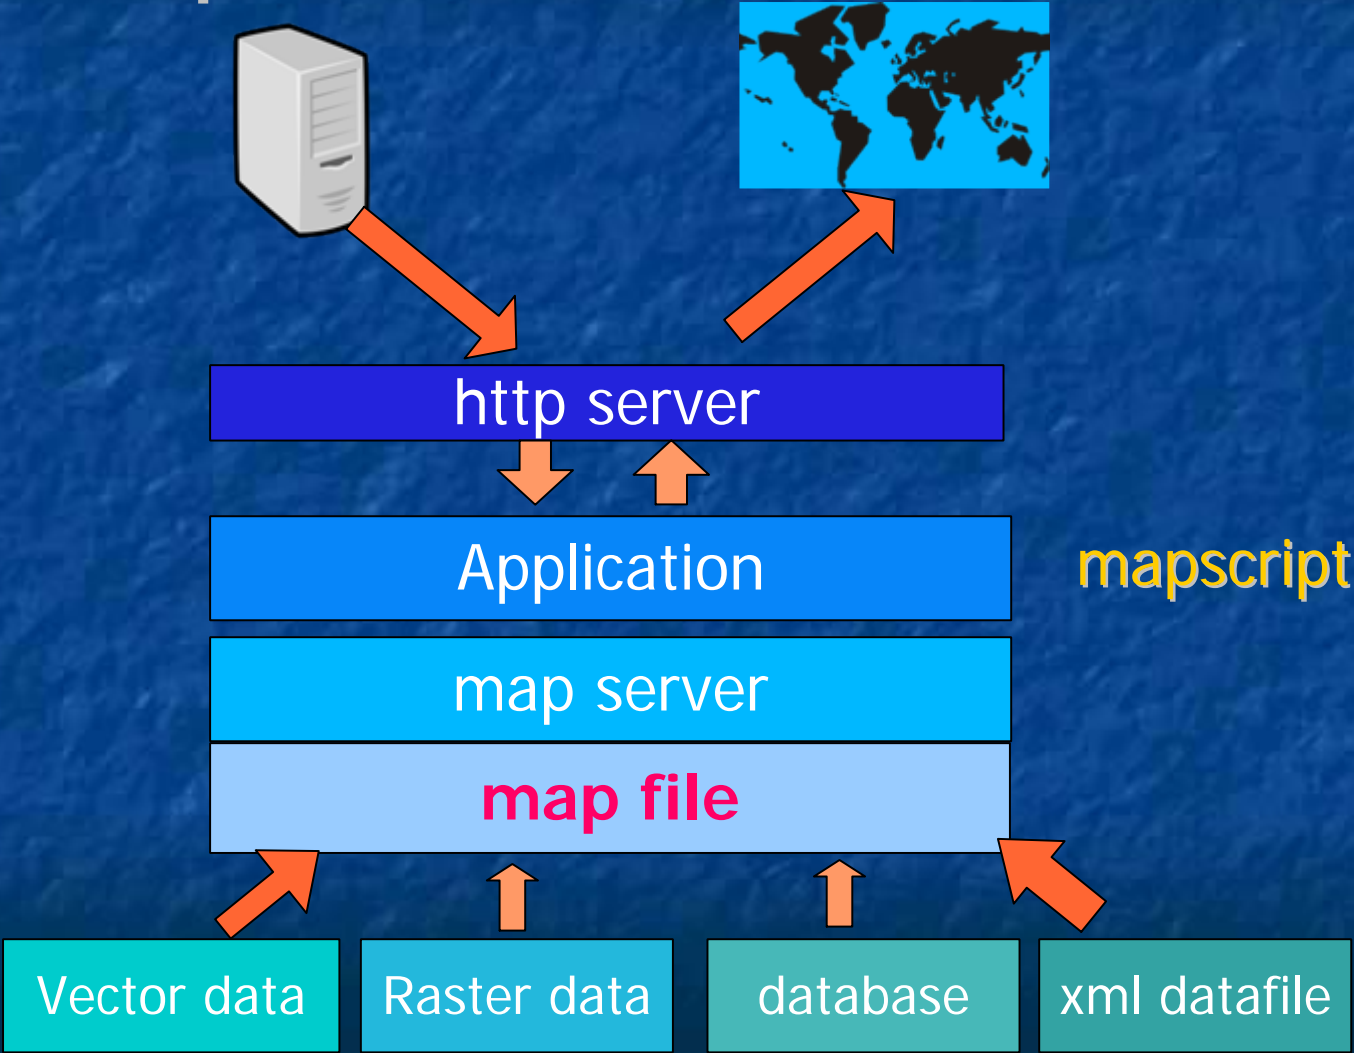 http server
Application
mapscript
map server
map file
Vector data
Raster data
database
xml datafile